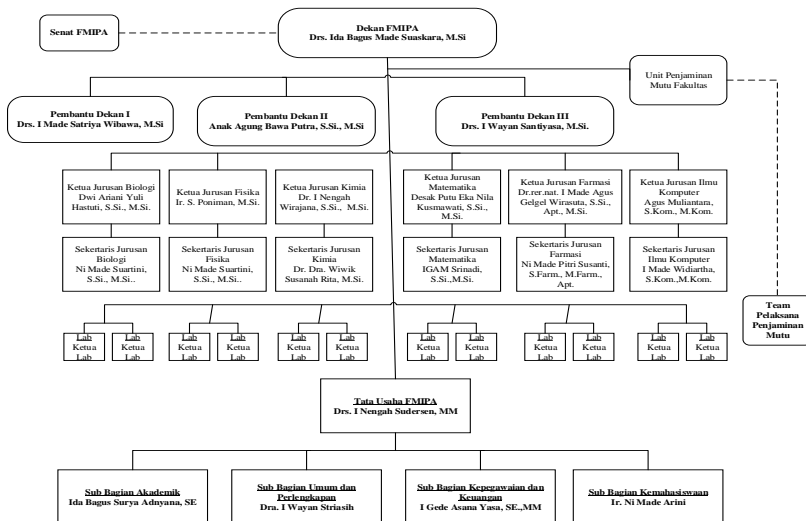 Senat FMIPA
Dekan FMIPA
Drs. Ida Bagus Made Suaskara, M.Si
Unit Penjaminan
Mutu Fakultas
Pembantu Dekan I
Drs. I Made Satriya Wibawa, M.Si
Pembantu Dekan II
Anak Agung Bawa Putra, S.Si., M.Si
Pembantu Dekan III
Drs. I Wayan Santiyasa, M.Si.
Ketua Jurusan Biologi
Dwi Ariani Yuli
Hastuti, S.Si., M.Si.
Ketua Jurusan Fisika
Ir. S. Poniman, M.Si.
Ketua Jurusan Kimia
Dr. I Nengah
Wirajana, S.Si., M.Si.
Ketua Jurusan
Matematika
Desak Putu Eka Nila
Kusmawati, S.Si.,
M.Si.
Ketua Jurusan Farmasi
Dr.rer.nat. I Made Agus
Gelgel Wirasuta, S.Si.,
Apt., M.Si.
Ketua Jurusan Ilmu
Komputer
Agus Muliantara,
S.Kom., M.Kom.
Sekertaris Jurusan
Biologi
Ni Made Suartini,
S.Si., M.Si..
Sekertaris Jurusan
Fisika
Ni Made Suartini,
S.Si., M.Si..
Sekertaris Jurusan
Kimia
Dr. Dra. Wiwik
Susanah Rita, M.Si.
Sekertaris Jurusan
Matematika
IGAM Srinadi,
S.Si.,M.Si.
Sekertaris Jurusan
Farmasi
Ni Made Pitri Susanti,
S.Farm., M.Farm.,
Apt.
Sekertaris Jurusan
Ilmu Komputer
I Made Widiartha,
S.Kom.,M.Kom.
Team
Pelaksana
Penjaminan
Mutu
Lab
Ketua
Lab
Lab
Ketua
Lab
Lab
Ketua
Lab
Lab
Ketua
Lab
Lab
Ketua
Lab
Lab
Ketua
Lab
Lab
Ketua
Lab
Lab
Ketua
Lab
Lab
Ketua
Lab
Lab
Ketua
Lab
Lab
Ketua
Lab
Lab
Ketua
Lab
Tata Usaha FMIPA
Drs. I Nengah Sudersen, MM
Sub Bagian Akademik
Ida Bagus Surya Adnyana, SE
Sub Bagian Umum dan
Perlengkapan
Dra. I Wayan Striasih
Sub Bagian Kepegawaian dan
Keuangan
I Gede Asana Yasa, SE.,MM
Sub Bagian Kemahasiswaan
Ir. Ni Made Arini